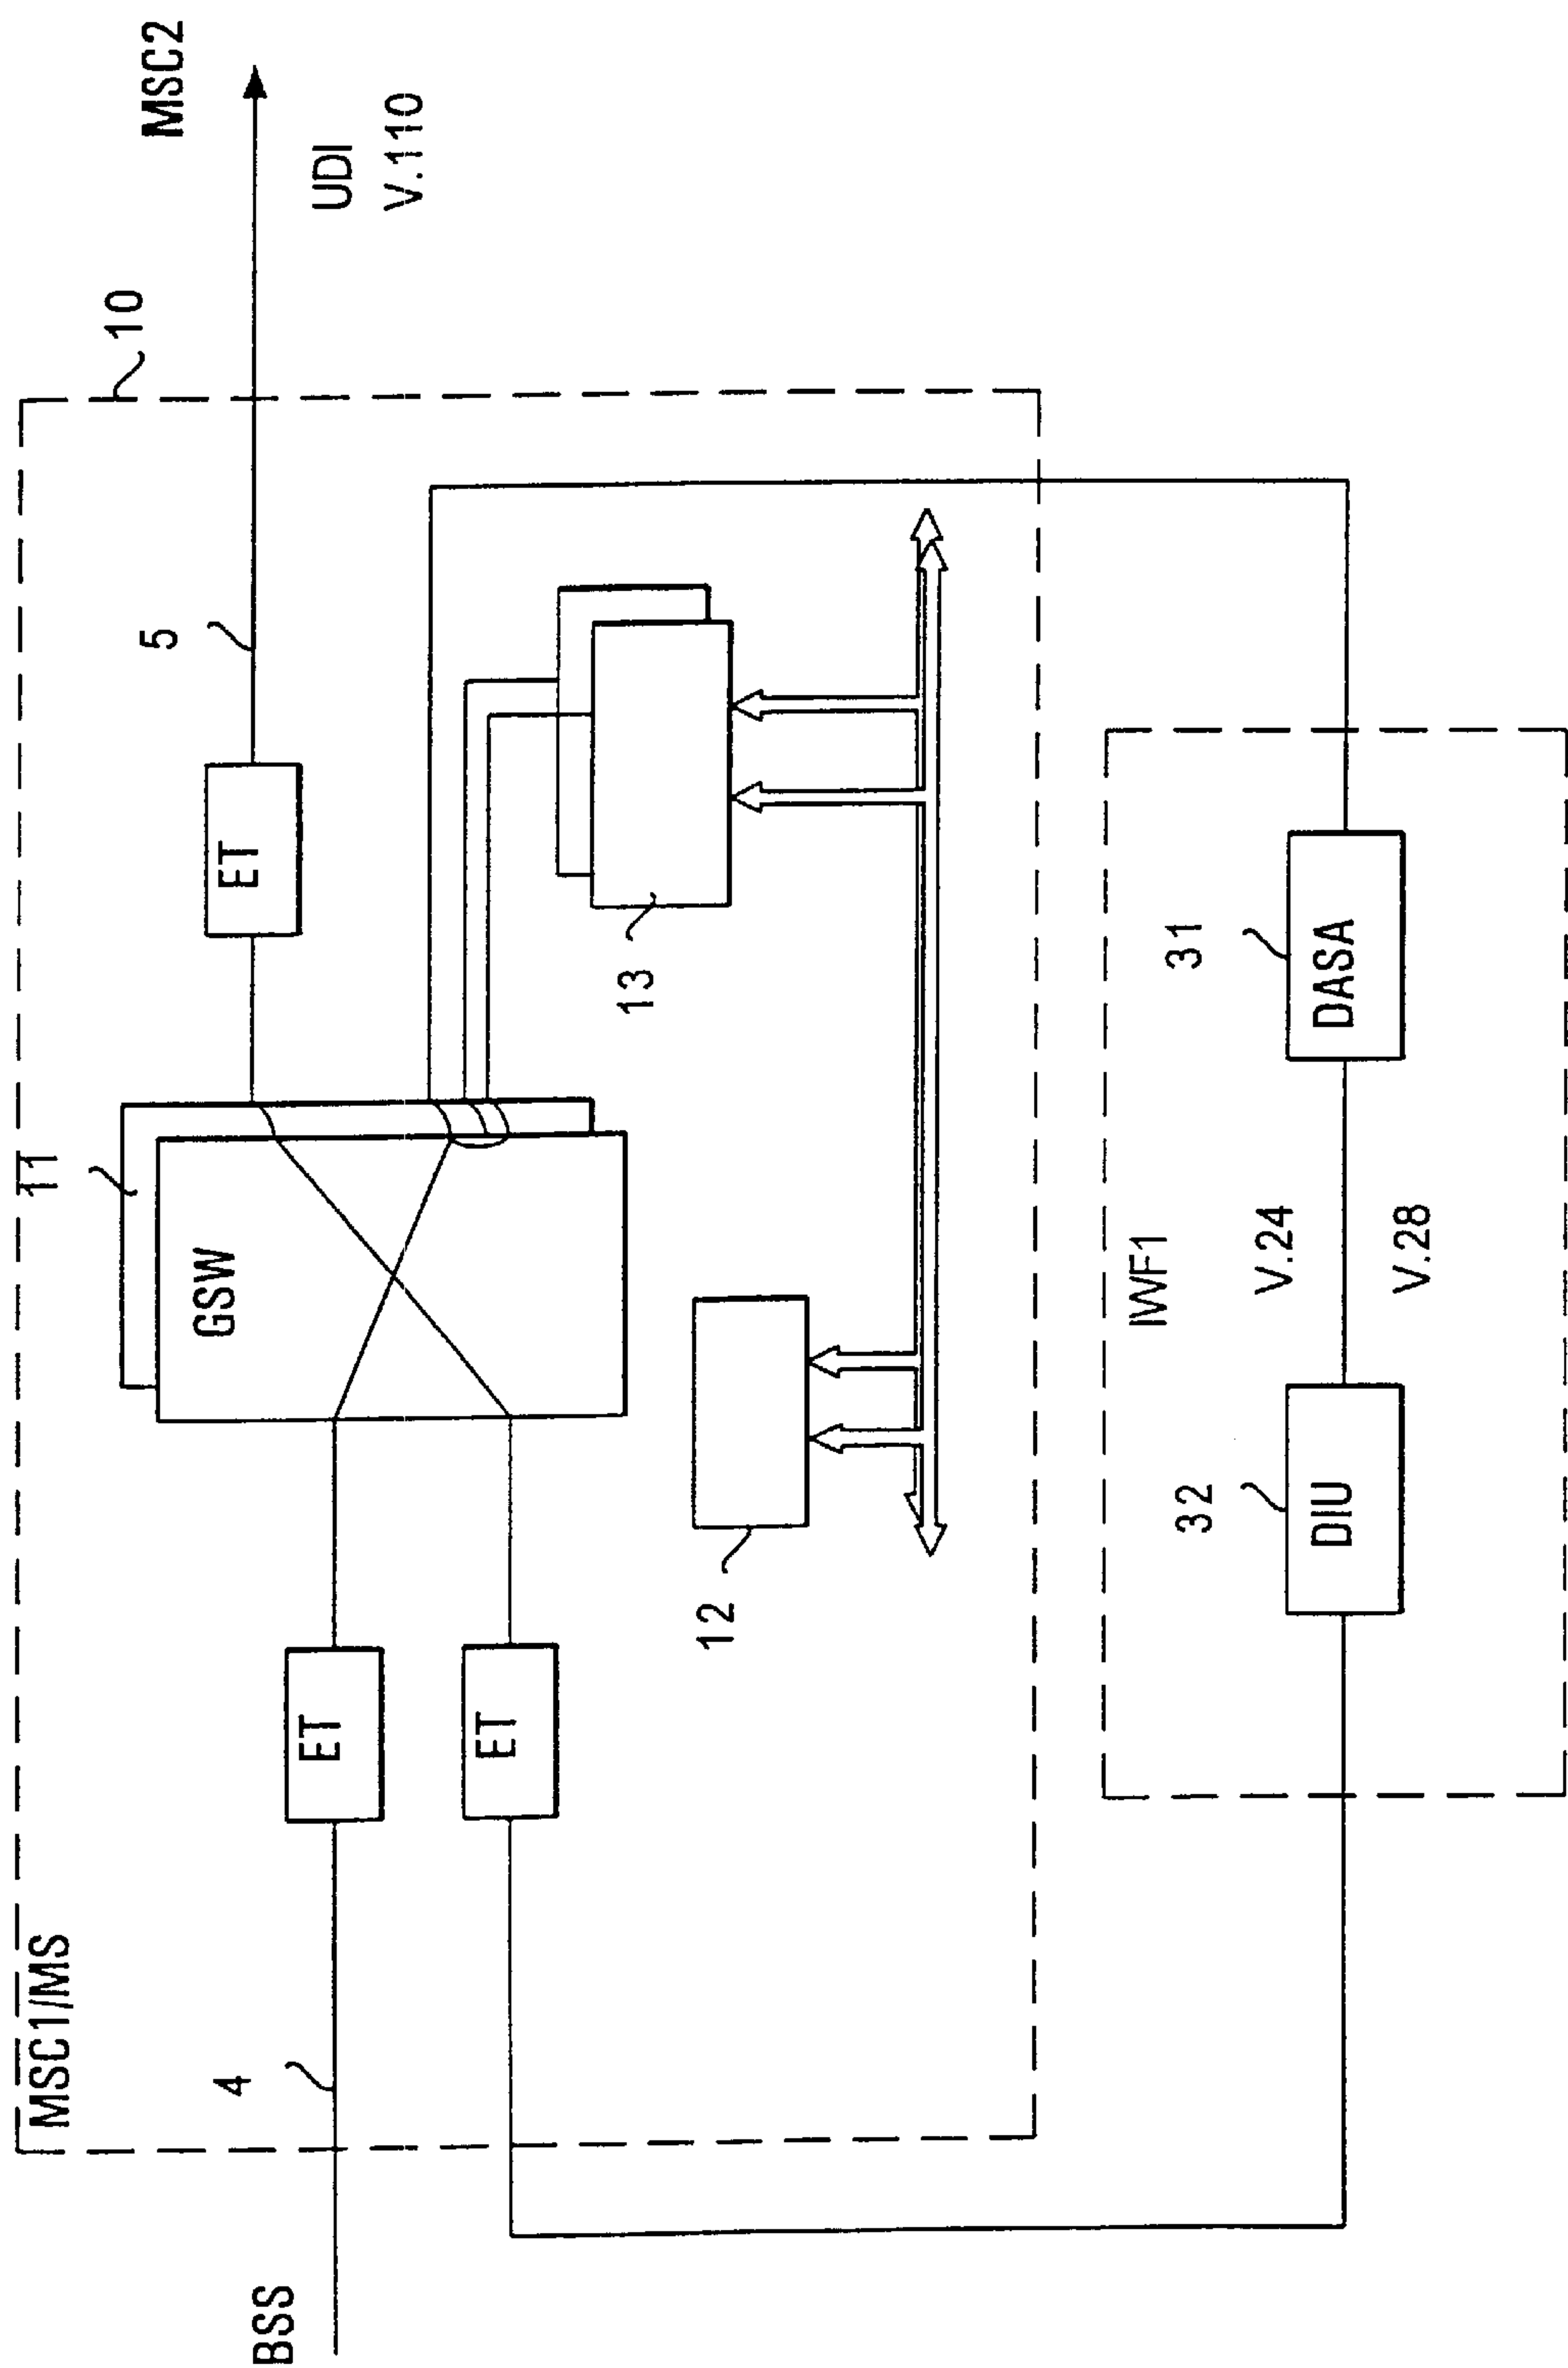 MSC1/MS
10
MSC2
BSS
4
ET
11
GSW
ET
5
UDI
V.110
ET
12
13
IWF1
32
DIU
V.24
V.28
31
DASA